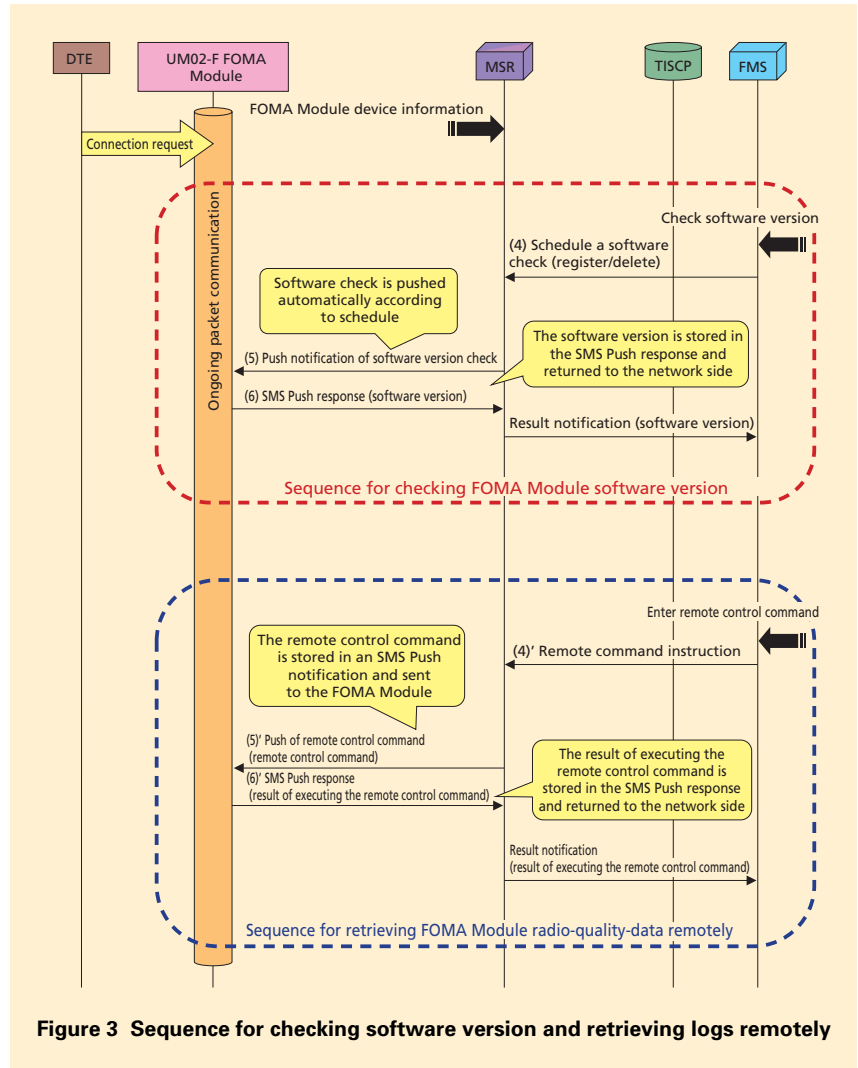 DTE
UM02-F FOMA
Module
MSR
TISCP
FMS
FOMA Module device information
Connection request
Ongoing packet communication
Check software version
(4) Schedule a software
check (register/delete)
Software check is pushed
automatically according
to schedule
The software version is stored in
the SMS Push response and
returned to the network side
(5) Push notification of software version check
(6) SMS Push response (software version)
Result notification (software version)
Sequence for checking FOMA Module software version
Enter remote control command
The remote control command
is stored in an SMS Push
notification and sent
to the FOMA Module
(4)' Remote command instruction
(5)' Push of remote control command
(remote control command)
(6)' SMS Push response
(result of executing the remote control command)
The result of executing the
remote control command is
stored in the SMS Push response
and returned to the network side
Result notification
(result of executing the remote control command)
Sequence for retrieving FOMA Module radio-quality-data remotely
Figure 3 Sequence for checking software version and retrieving logs remotely